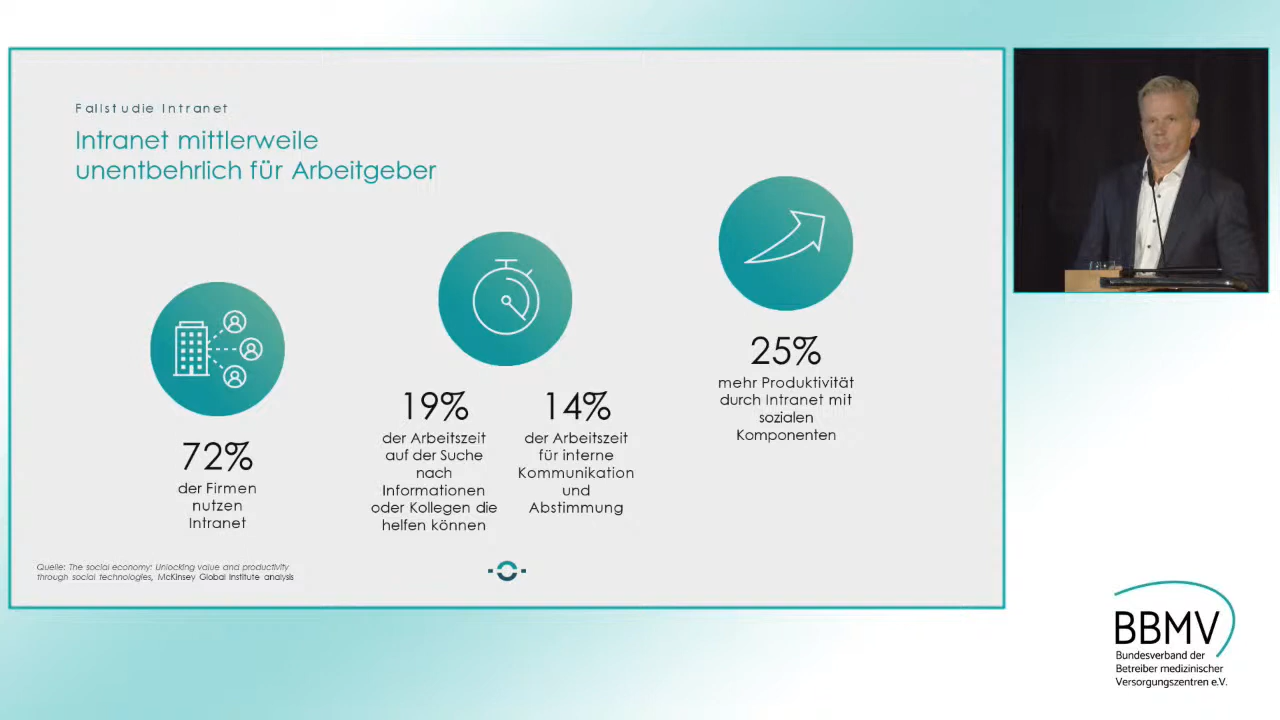 Fallstudie Intranet
Intranet mittlerweile
unentbehrlich für Arbeitgeber
72%
der Firmen
nutzen
Intranet
19%
der Arbeitszeit
auf der Suche
nach
Informationen
oder Kollegen die
helfen können
14%
der Arbeitszeit
für interne
Kommunikation
und
Abstimmung
25%
mehr Produktivität
durch Intranet mit
sozialen
Komponenten
Quelle: The social economy: Unlocking value and productivity
through social technologies, McKinsey Global Institute analysis
BBMV
Bundesverband der
Betreiber medizinischer
Versorgungszentren e.V.